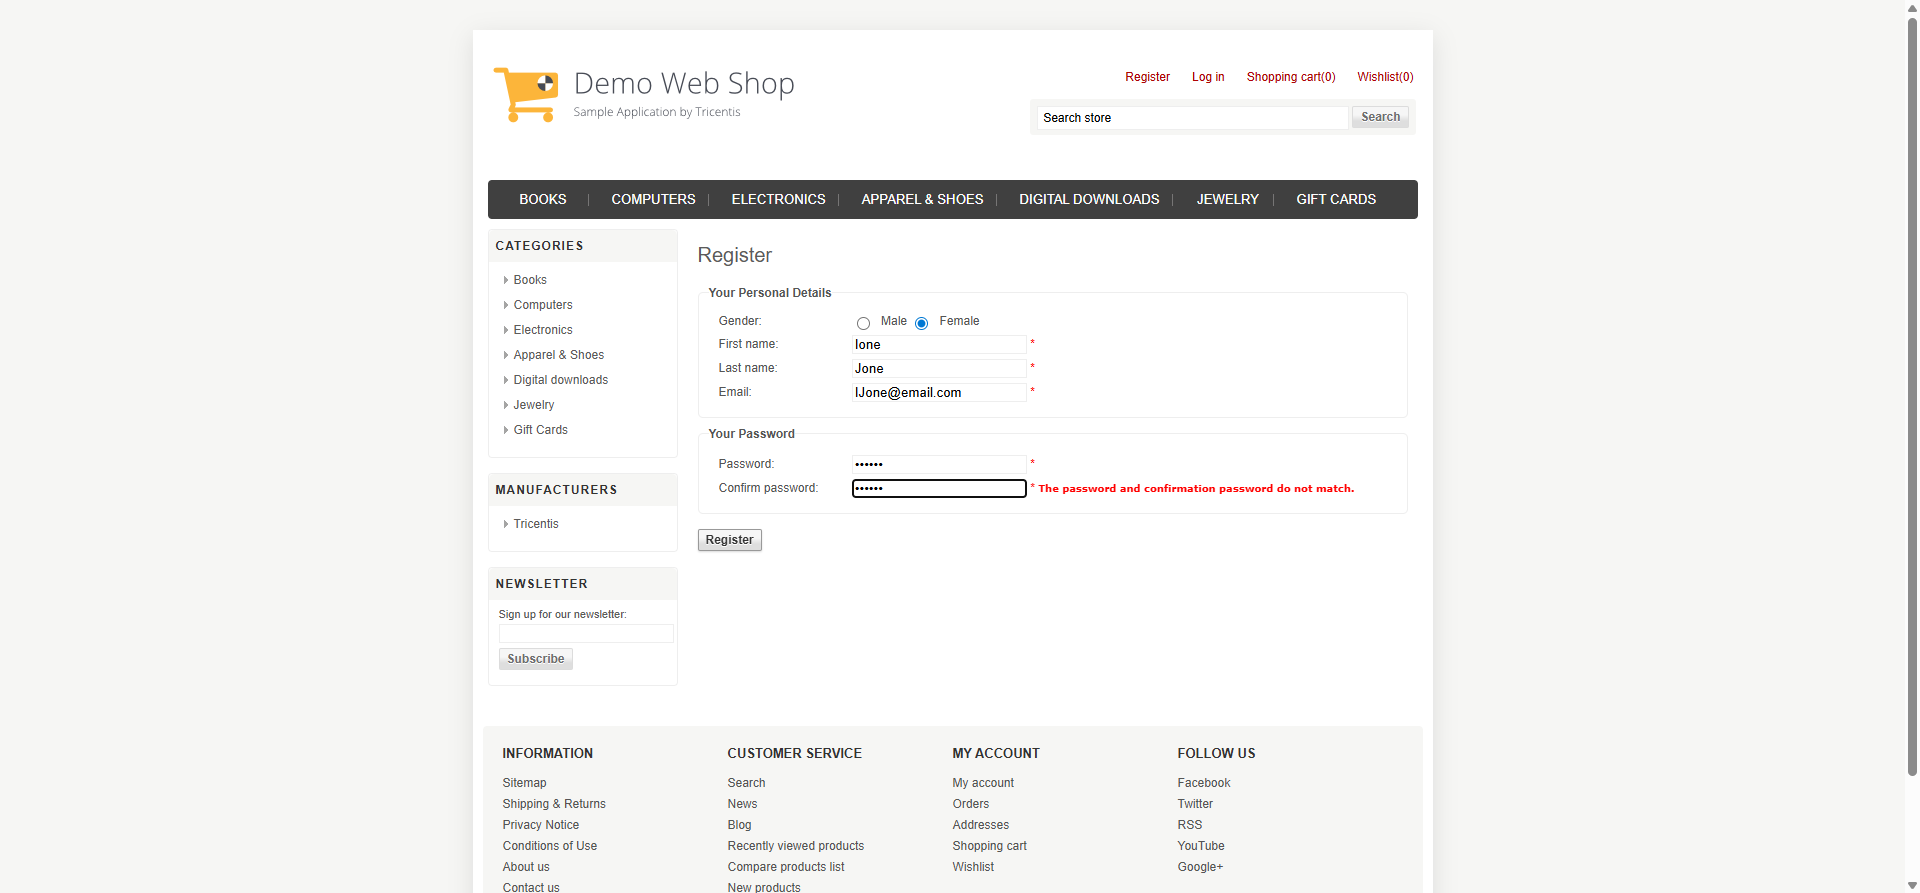 Demo Web Shop
Sample Application by Tricentis
Register Log in Shopping cart(0) Wishlist(0)
Search store Search
BOOKS COMPUTERS ELECTRONICS APPAREL & SHOES DIGITAL DOWNLOADS JEWELRY GIFT CARDS
CATEGORIES
Books
Computers
Electronics
Apparel & Shoes
Digital downloads
Jewelry
Gift Cards
MANUFACTURERS
Tricentis
NEWSLETTER
Sign up for our newsletter:
Subscribe
Register
Your Personal Details
Gender: Male Female
First name: Ione *
Last name: Jone *
Email: IJone@email.com *
Your Password
Password: •••••• *
Confirm password: •••••• * The password and confirmation password do not match.
Register
INFORMATION
Sitemap
Shipping & Returns
Privacy Notice
Conditions of Use
About us
Contact us
CUSTOMER SERVICE
Search
News
Blog
Recently viewed products
Compare products list
New products
MY ACCOUNT
My account
Orders
Addresses
Shopping cart
Wishlist
FOLLOW US
Facebook
Twitter
RSS
YouTube
Google+